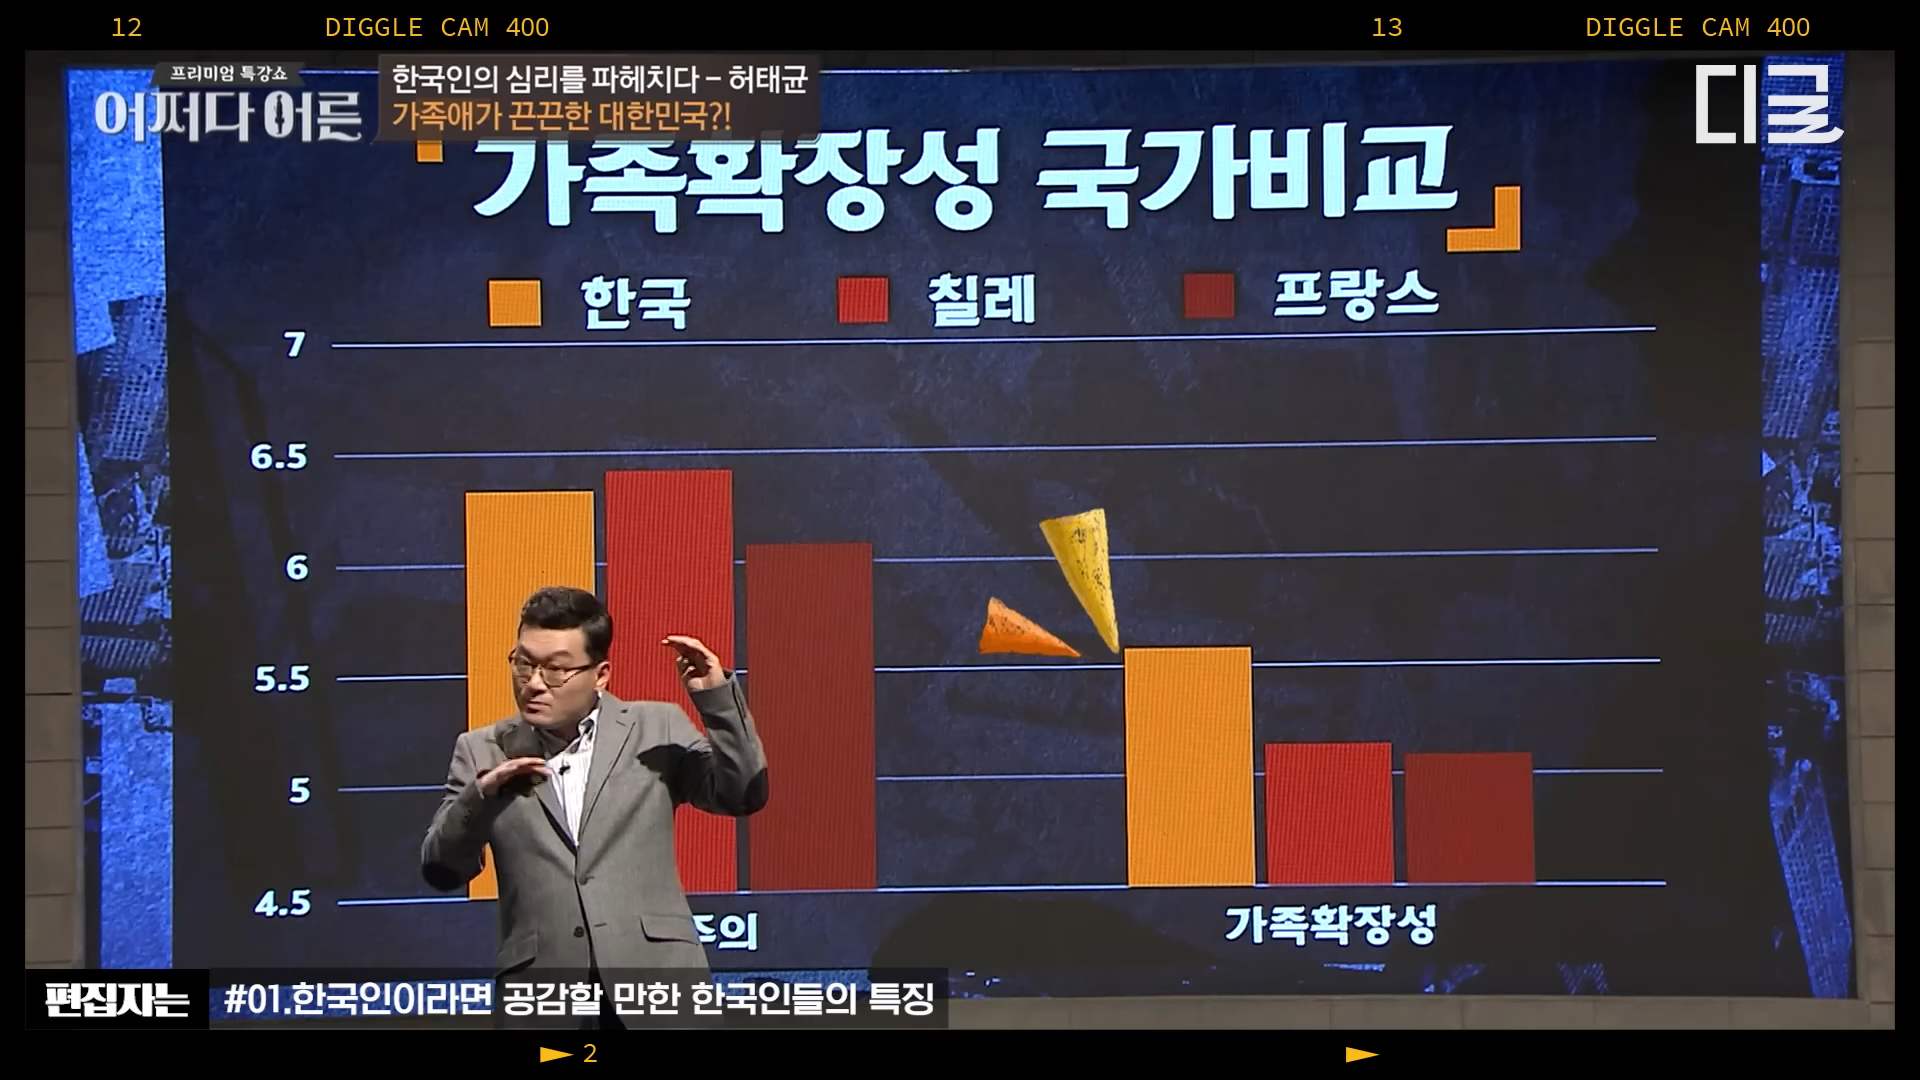 12 DIGGLE CAM 400 13 DIGGLE CAM 400
프리미엄 특강쇼
어쩌다 어른
한국인의 심리를 파헤치다 – 허태균
가족애가 끈끈한 대한민국?!
디글
가족확장성 국가비교
한국 칠레 프랑스
7
6.5
6
5.5
5
4.5
주의 가족확장성
편집자는 #01.한국인이라면 공감할 만한 한국인들의 특징
2